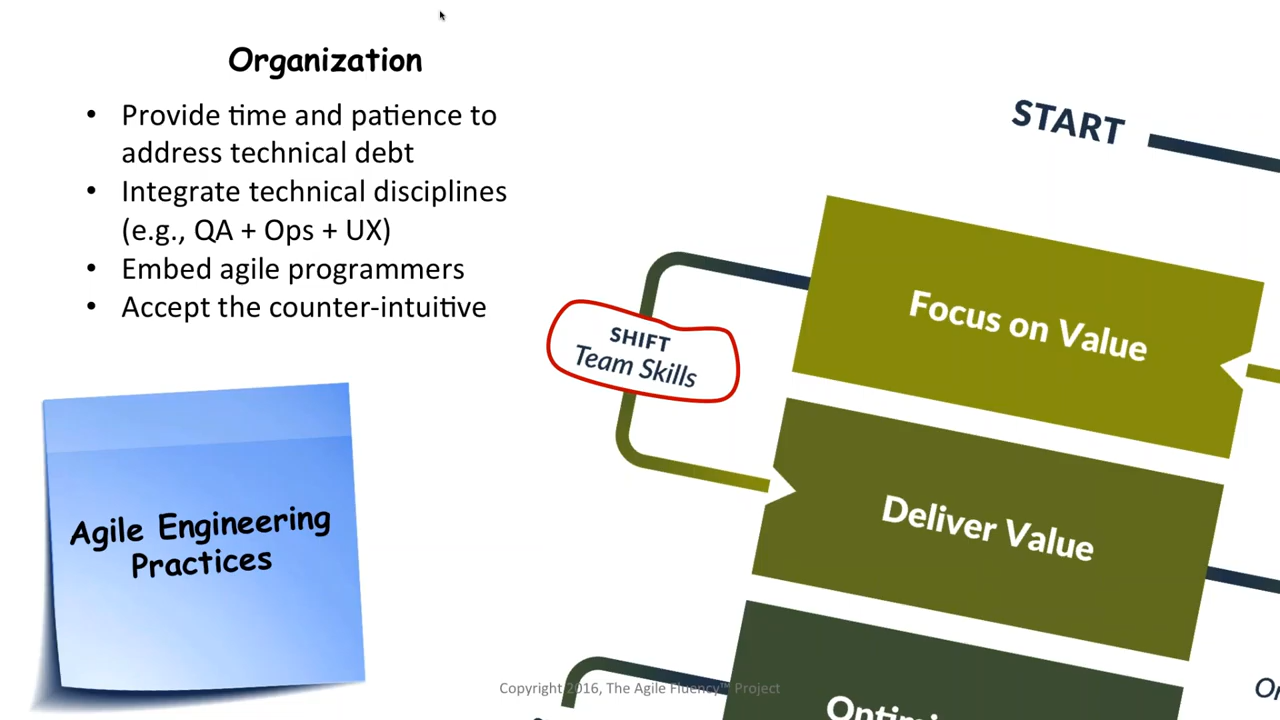 Organization
• Provide time and patience to
address technical debt
• Integrate technical disciplines
(e.g., QA + Ops + UX)
• Embed agile programmers
• Accept the counter-intuitive
Agile Engineering
Practices
START
Focus on Value
SHIFT
Team Skills
Deliver Value
Copyright 2016, The Agile Fluency™ Project